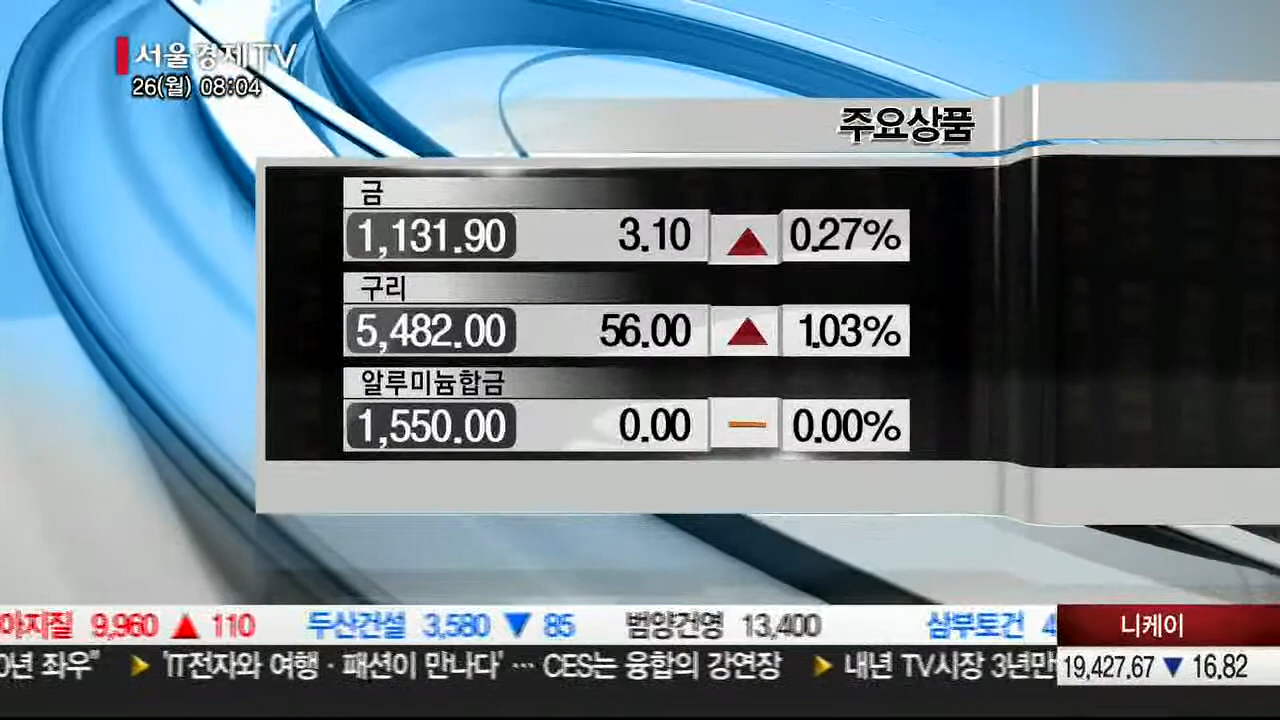 서울경제TV
26(월) 08:04
주요상품
금
1,131.90 3.10 ▲ 0.27%
구리
5,482.00 56.00 ▲ 1.03%
알루미늄합금
1,550.00 0.00 - 0.00%
9,960 ▲ 110 두산건설 3,580 ▼ 85 범양건영 13,400 삼부토건 4
니케이
0년 좌우" ▶ 'IT전자와 여행·패션이 만나다'… CES는 융합의 강연장 ▶ 내년 TV시장 3년만
19,427.67 ▼ 16.82